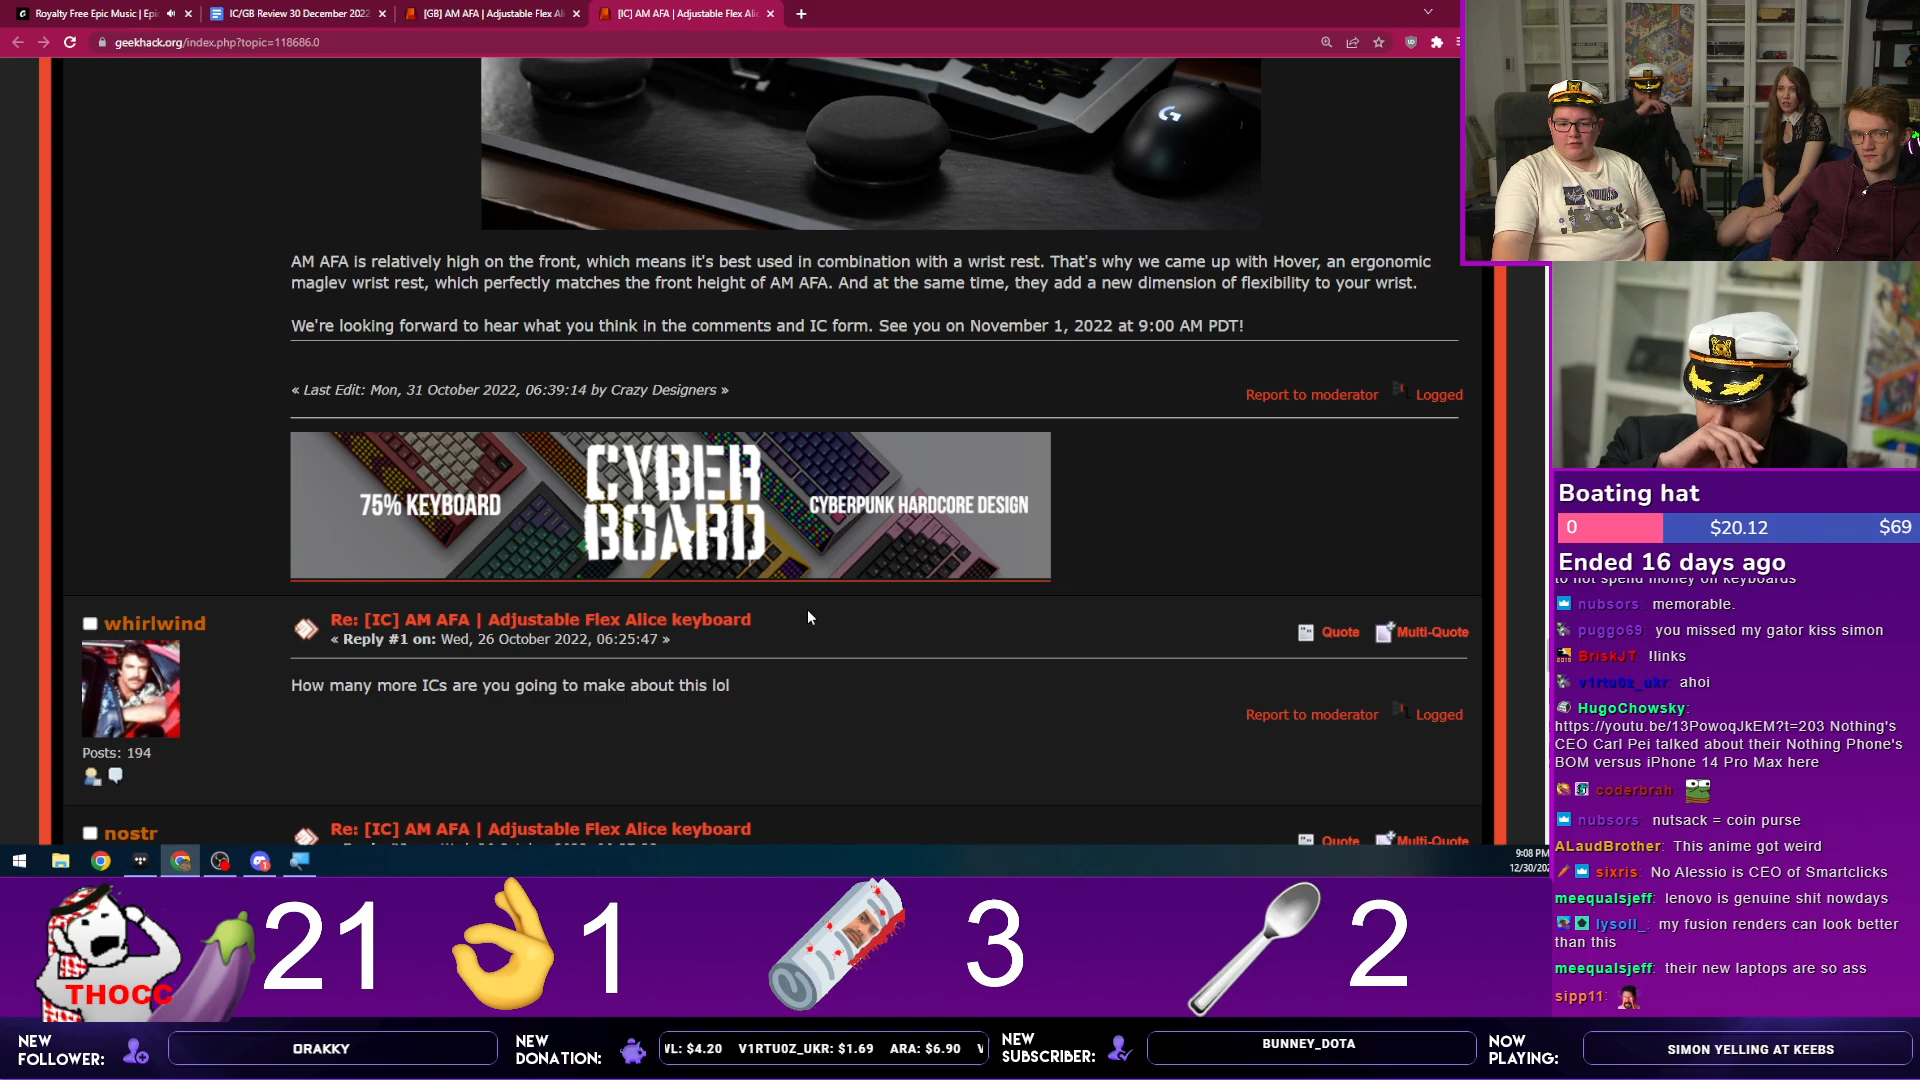 Royalty Free Epic Music | Epi
IC/GB Review 30 December 2022
[GB] AM AFA | Adjustable Flex Al
[IC] AM AFA | Adjustable Flex Alic
geekhack.org/index.php?topic=118686.0
AM AFA is relatively high on the front, which means it's best used in combination with a wrist rest. That's why we came up with Hover, an ergonomic
maglev wrist rest, which perfectly matches the front height of AM AFA. And at the same time, they add a new dimension of flexibility to your wrist.
We're looking forward to hear what you think in the comments and IC form. See you on November 1, 2022 at 9:00 AM PDT!
« Last Edit: Mon, 31 October 2022, 06:39:14 by Crazy Designers »
Report to moderator Logged
75% KEYBOARD
CYBER
BOARD
CYBERPUNK HARDCORE DESIGN
whirlwind
Re: [IC] AM AFA | Adjustable Flex Alice keyboard
« Reply #1 on: Wed, 26 October 2022, 06:25:47 »
Quote Multi-Quote
How many more ICs are you going to make about this lol
Report to moderator Logged
Posts: 194
nostr
Re: [IC] AM AFA | Adjustable Flex Alice keyboard
Quote Multi-Quote
9:08 PM
12/30/202
Boating hat
0 $20.12 $69
Ended 16 days ago
to not spend money on keyboards
nubsors: memorable.
puggo69: you missed my gator kiss simon
BriskJT: !links
v1rtu0z_ukr: ahoi
HugoChowsky:
https://youtu.be/13PowoqJkEM?t=203 Nothing's
CEO Carl Pei talked about their Nothing Phone's
BOM versus iPhone 14 Pro Max here
coderbrah:
nubsors: nutsack = coin purse
ALaudBrother: This anime got weird
sixris: No Alessio is CEO of Smartclicks
meequalsjeff: lenovo is genuine shit nowdays
lysoll_: my fusion renders can look better
than this
meequalsjeff: their new laptops are so ass
sipp11:
THOCC
21
1
3
2
NEW
FOLLOWER:
DRAKKY
NEW
DONATION:
VL: $4.20 V1RTU0Z_UKR: $1.69 ARA: $6.90
NEW
SUBSCRIBER:
BUNNEY_DOTA
NOW
PLAYING:
SIMON YELLING AT KEEBS